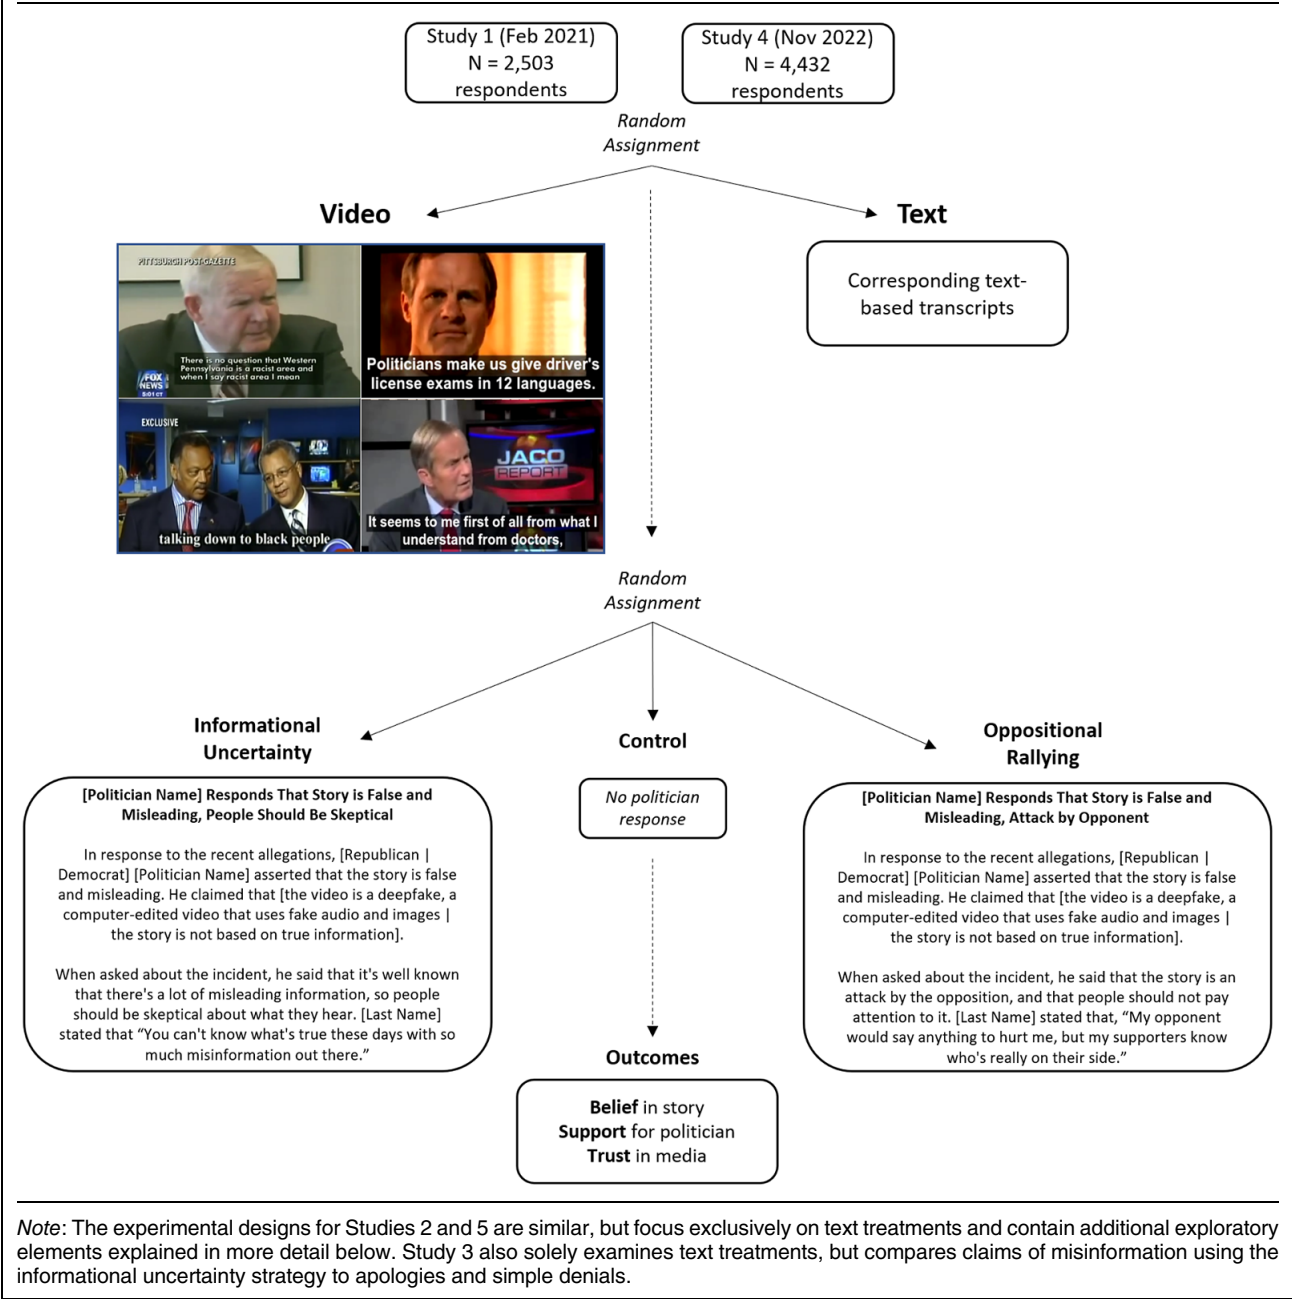 Study 1 (Feb 2021)
N = 2,503
respondents
Study 4 (Nov 2022)
N = 4,432
respondents
Random
Assignment
Video
Text
PITTSBURGH POST-GAZETTE
There is no question that Western
Pennsylvania is a racist area and
when I say racist area I mean
FOX
NEWS
5:01 CT
Politicians make us give driver's
license exams in 12 languages.
EXCLUSIVE
talking down to black people
JACO
REPORT
It seems to me first of all from what I
understand from doctors,
Corresponding text-
based transcripts
Random
Assignment
Informational
Uncertainty
Control
Oppositional
Rallying
[Politician Name] Responds That Story is False and
Misleading, People Should Be Skeptical
In response to the recent allegations, [Republican |
Democrat] [Politician Name] asserted that the story is false
and misleading. He claimed that [the video is a deepfake, a
computer-edited video that uses fake audio and images |
the story is not based on true information].
When asked about the incident, he said that it's well known
that there's a lot of misleading information, so people
should be skeptical about what they hear. [Last Name]
stated that “You can't know what's true these days with so
much misinformation out there.”
No politician
response
[Politician Name] Responds That Story is False and
Misleading, Attack by Opponent
In response to the recent allegations, [Republican |
Democrat] [Politician Name] asserted that the story is false
and misleading. He claimed that [the video is a deepfake, a
computer-edited video that uses fake audio and images |
the story is not based on true information].
When asked about the incident, he said that the story is an
attack by the opposition, and that people should not pay
attention to it. [Last Name] stated that, “My opponent
would say anything to hurt me, but my supporters know
who's really on their side.”
Outcomes
Belief in story
Support for politician
Trust in media
Note: The experimental designs for Studies 2 and 5 are similar, but focus exclusively on text treatments and contain additional exploratory
elements explained in more detail below. Study 3 also solely examines text treatments, but compares claims of misinformation using the
informational uncertainty strategy to apologies and simple denials.